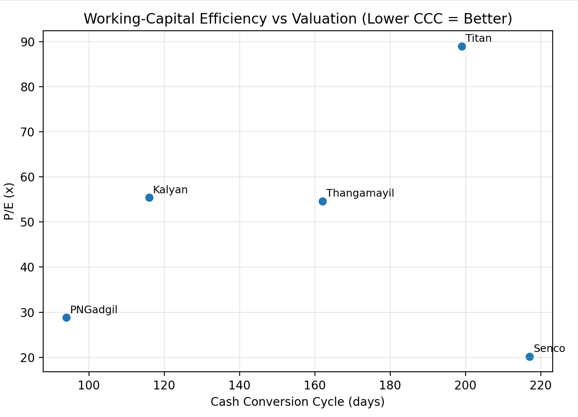 Working-Capital Efficiency vs Valuation (Lower CCC = Better)
P/E (x)
90
80
70
60
50
40
30
20
Titan
Kalyan
Thangamayil
PNGadgil
Senco
100 120 140 160 180 200 220
Cash Conversion Cycle (days)